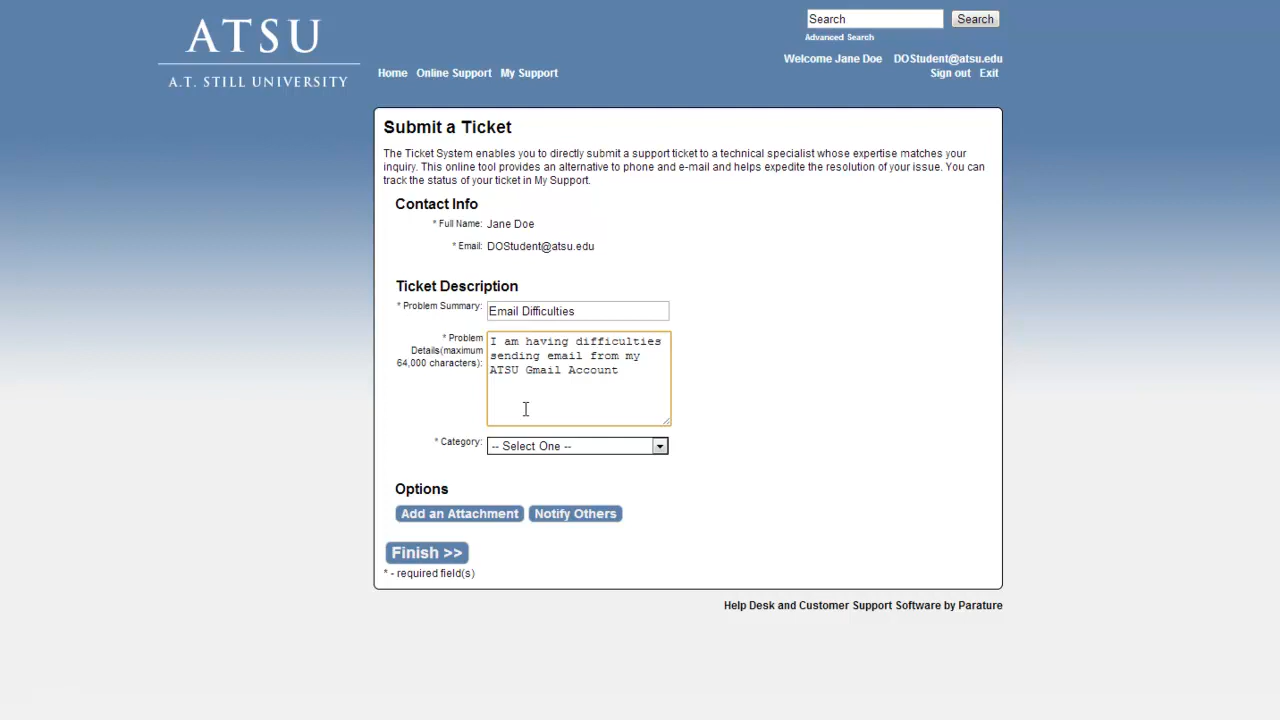 ATSU
A.T. STILL UNIVERSITY
Home Online Support My Support
Search Search
Advanced Search
Welcome Jane Doe DOStudent@atsu.edu
Sign out Exit
Submit a Ticket
The Ticket System enables you to directly submit a support ticket to a technical specialist whose expertise matches your
inquiry. This online tool provides an alternative to phone and e-mail and helps expedite the resolution of your issue. You can
track the status of your ticket in My Support.
Contact Info
* Full Name: Jane Doe
* Email: DOStudent@atsu.edu
Ticket Description
* Problem Summary: Email Difficulties
* Problem
Details(maximum
64,000 characters):
I am having difficulties
sending email from my
ATSU Gmail Account
* Category: -- Select One --
Options
Add an Attachment Notify Others
Finish >>
* - required field(s)
Help Desk and Customer Support Software by Parature